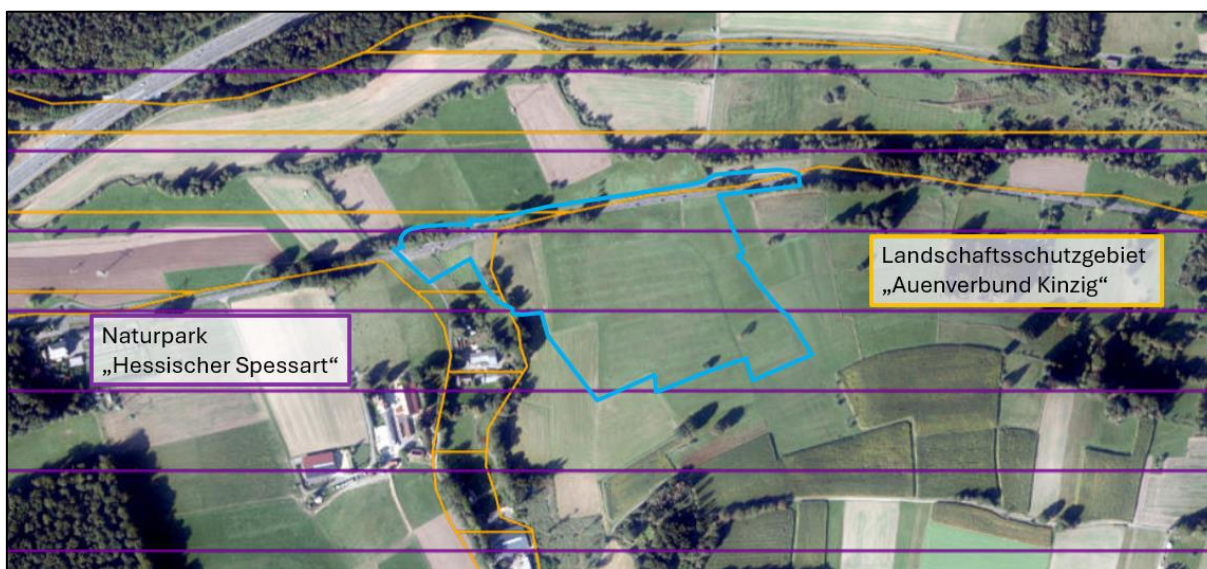 Landschaftsschutzgebiet
„Auenverbund Kinzig“
Naturpark
„Hessischer Spessart“